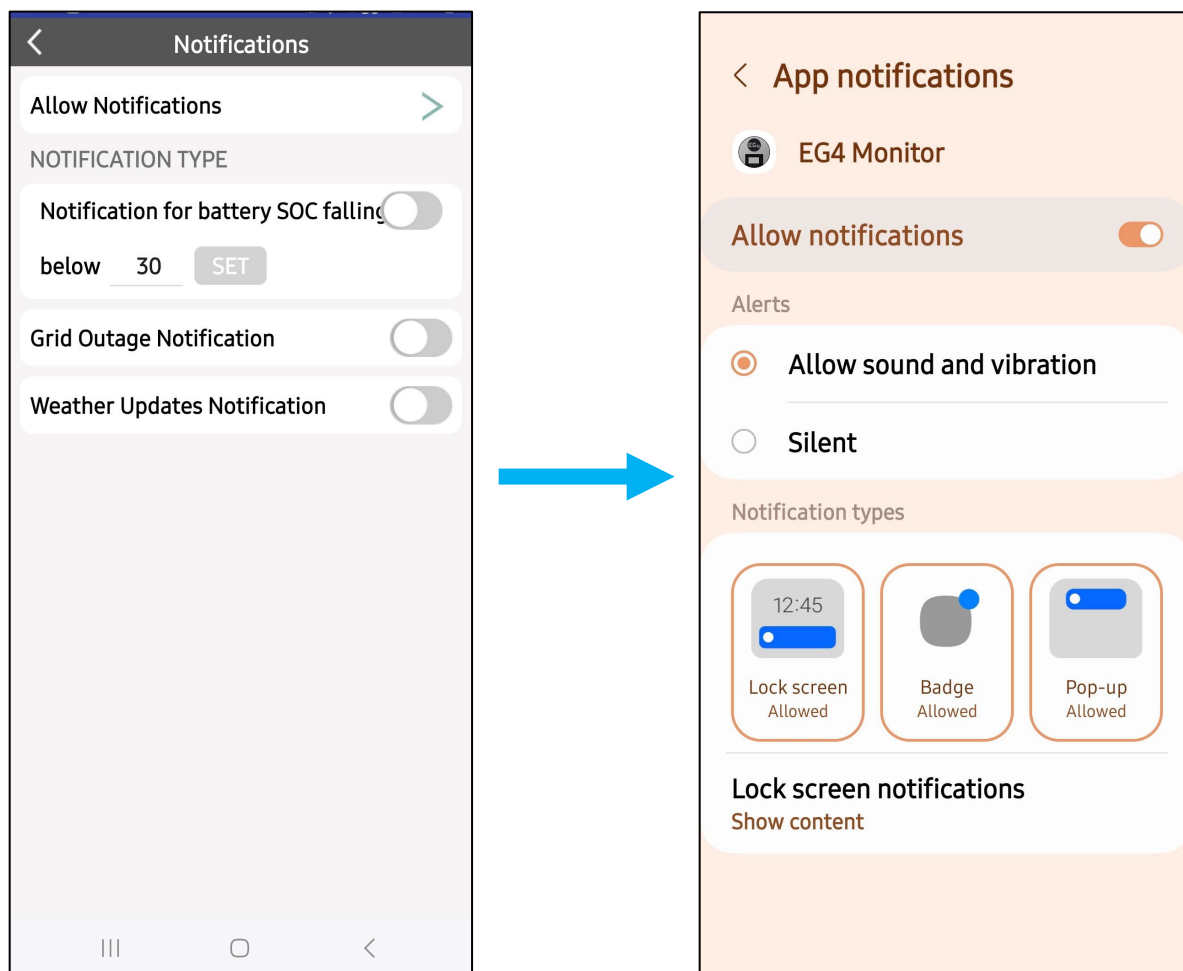 Notifications
Allow Notifications
NOTIFICATION TYPE
Notification for battery SOC falling
below 30 SET
Grid Outage Notification
Weather Updates Notification
App notifications
EG4 Monitor
Allow notifications
Alerts
Allow sound and vibration
Silent
Notification types
12:45
Lock screen
Allowed
Badge
Allowed
Pop-up
Allowed
Lock screen notifications
Show content